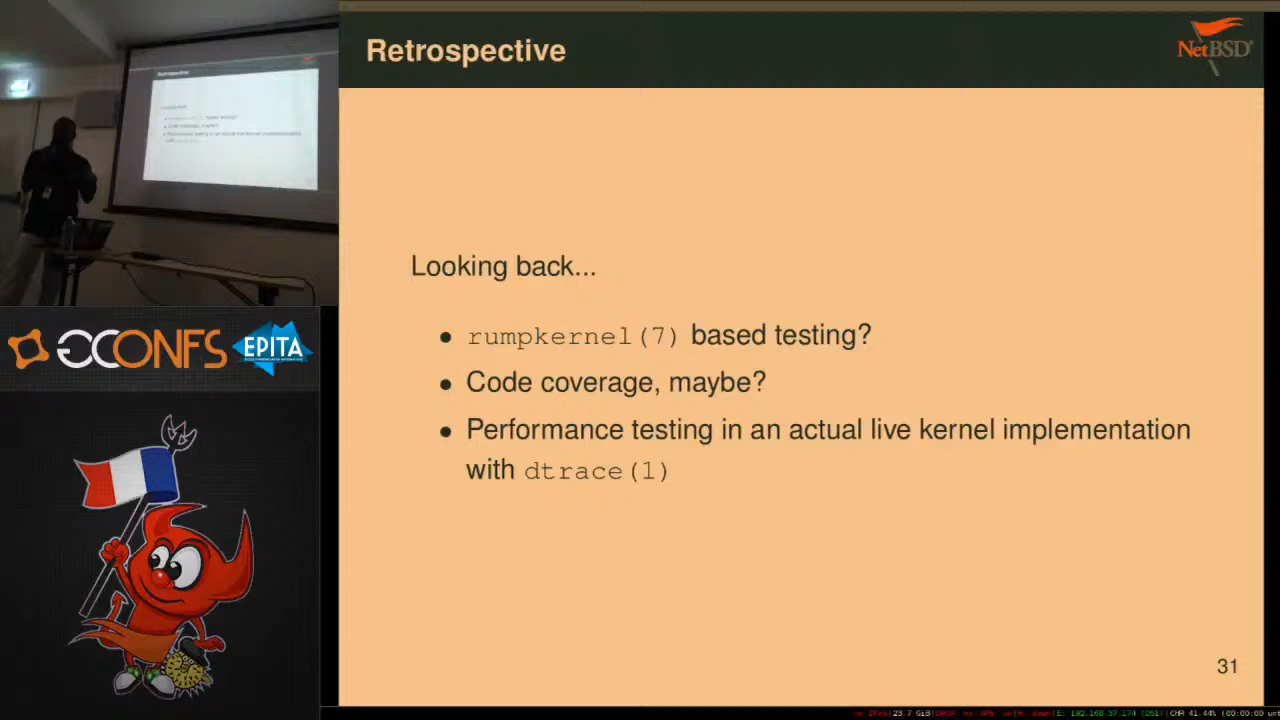 Retrospective
NetBSD
Looking back...
• rumpkernel(7) based testing?
• Code coverage, maybe?
• Performance testing in an actual live kernel implementation
with dtrace(1)
31
GCONFS
EPITA